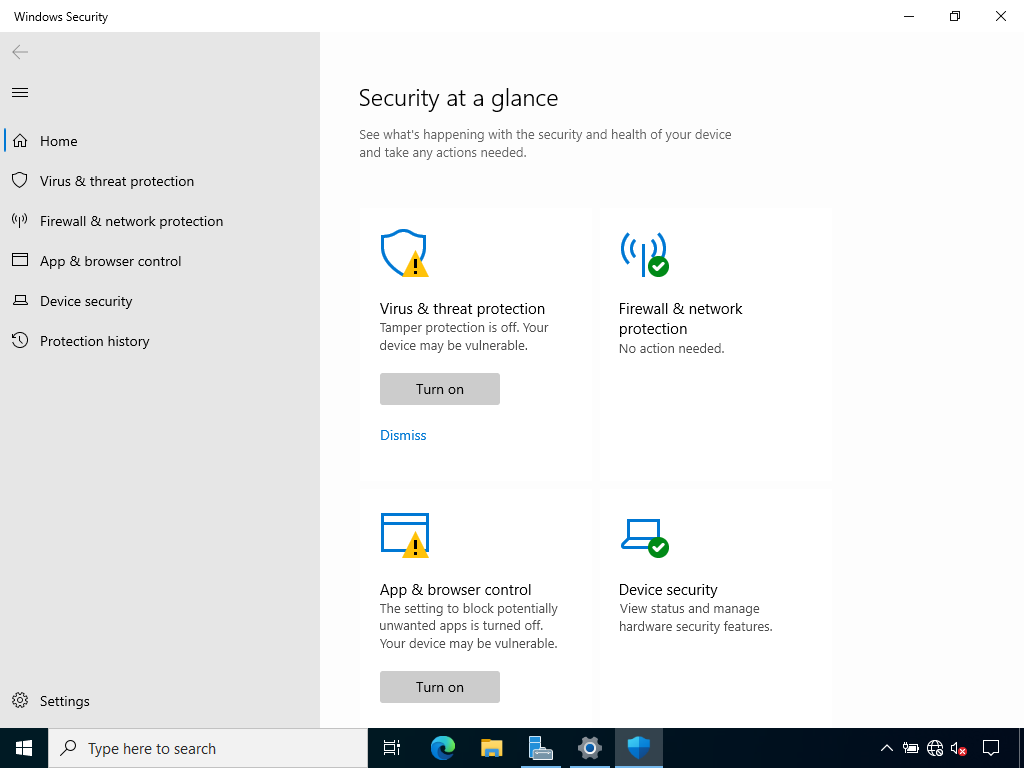 Windows Security
Home
Virus & threat protection
Firewall & network protection
App & browser control
Device security
Protection history
Settings
Security at a glance
See what's happening with the security and health of your device
and take any actions needed.
Virus & threat protection
Tamper protection is off. Your
device may be vulnerable.
Turn on
Dismiss
Firewall & network
protection
No action needed.
App & browser control
The setting to block potentially
unwanted apps is turned off.
Your device may be vulnerable.
Turn on
Device security
View status and manage
hardware security features.
Type here to search